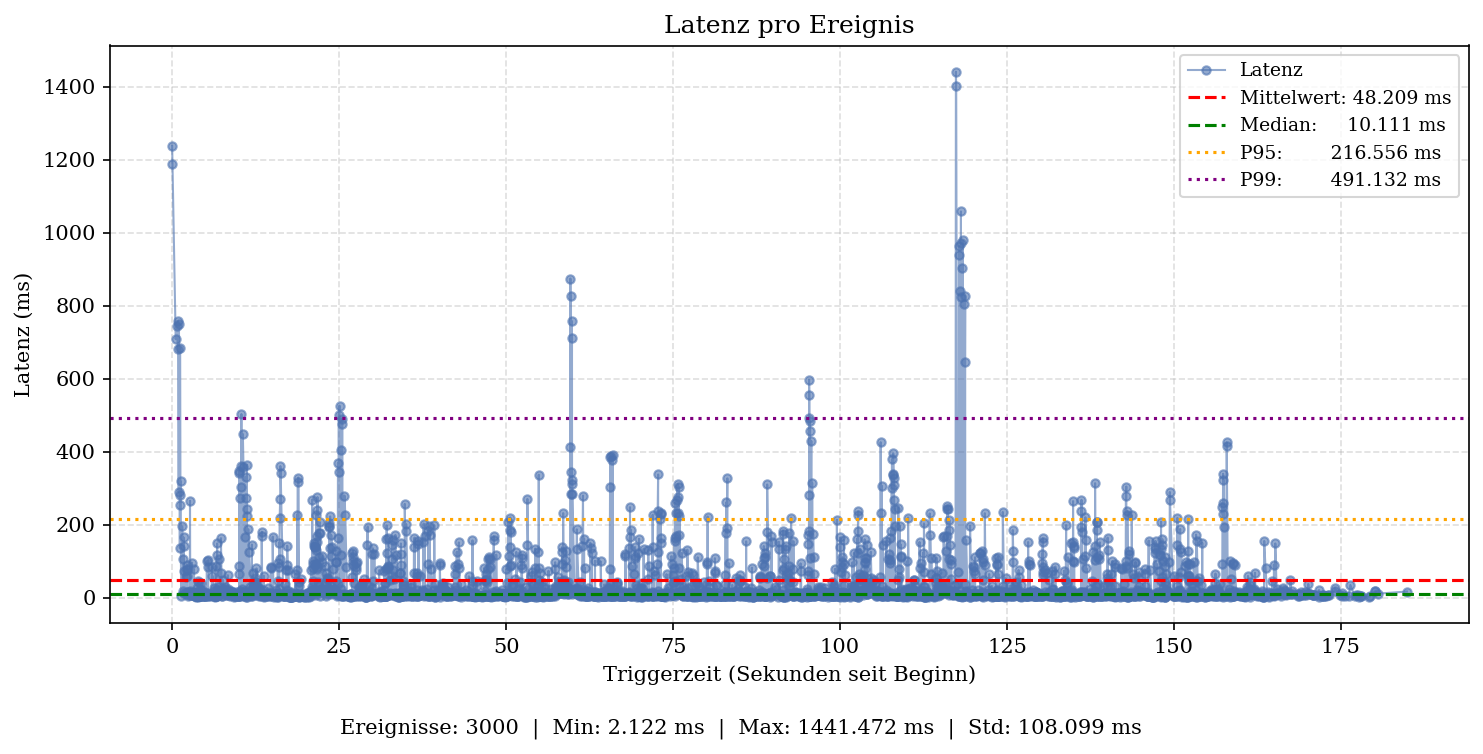 Latenz pro Ereignis
Latenz (ms)
1400
1200
1000
800
600
400
200
0
Latenz
Mittelwert: 48.209 ms
Median: 10.111 ms
P95: 216.556 ms
P99: 491.132 ms
0 25 50 75 100 125 150 175
Triggerzeit (Sekunden seit Beginn)
Ereignisse: 3000 | Min: 2.122 ms | Max: 1441.472 ms | Std: 108.099 ms